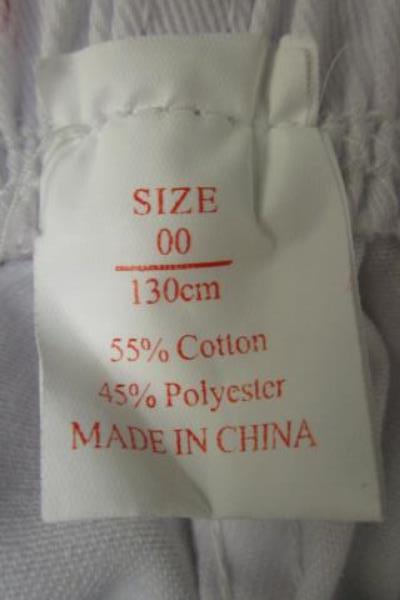 SIZE
00
130cm
55% Cotton
45% Polyester
MADE IN CHINA